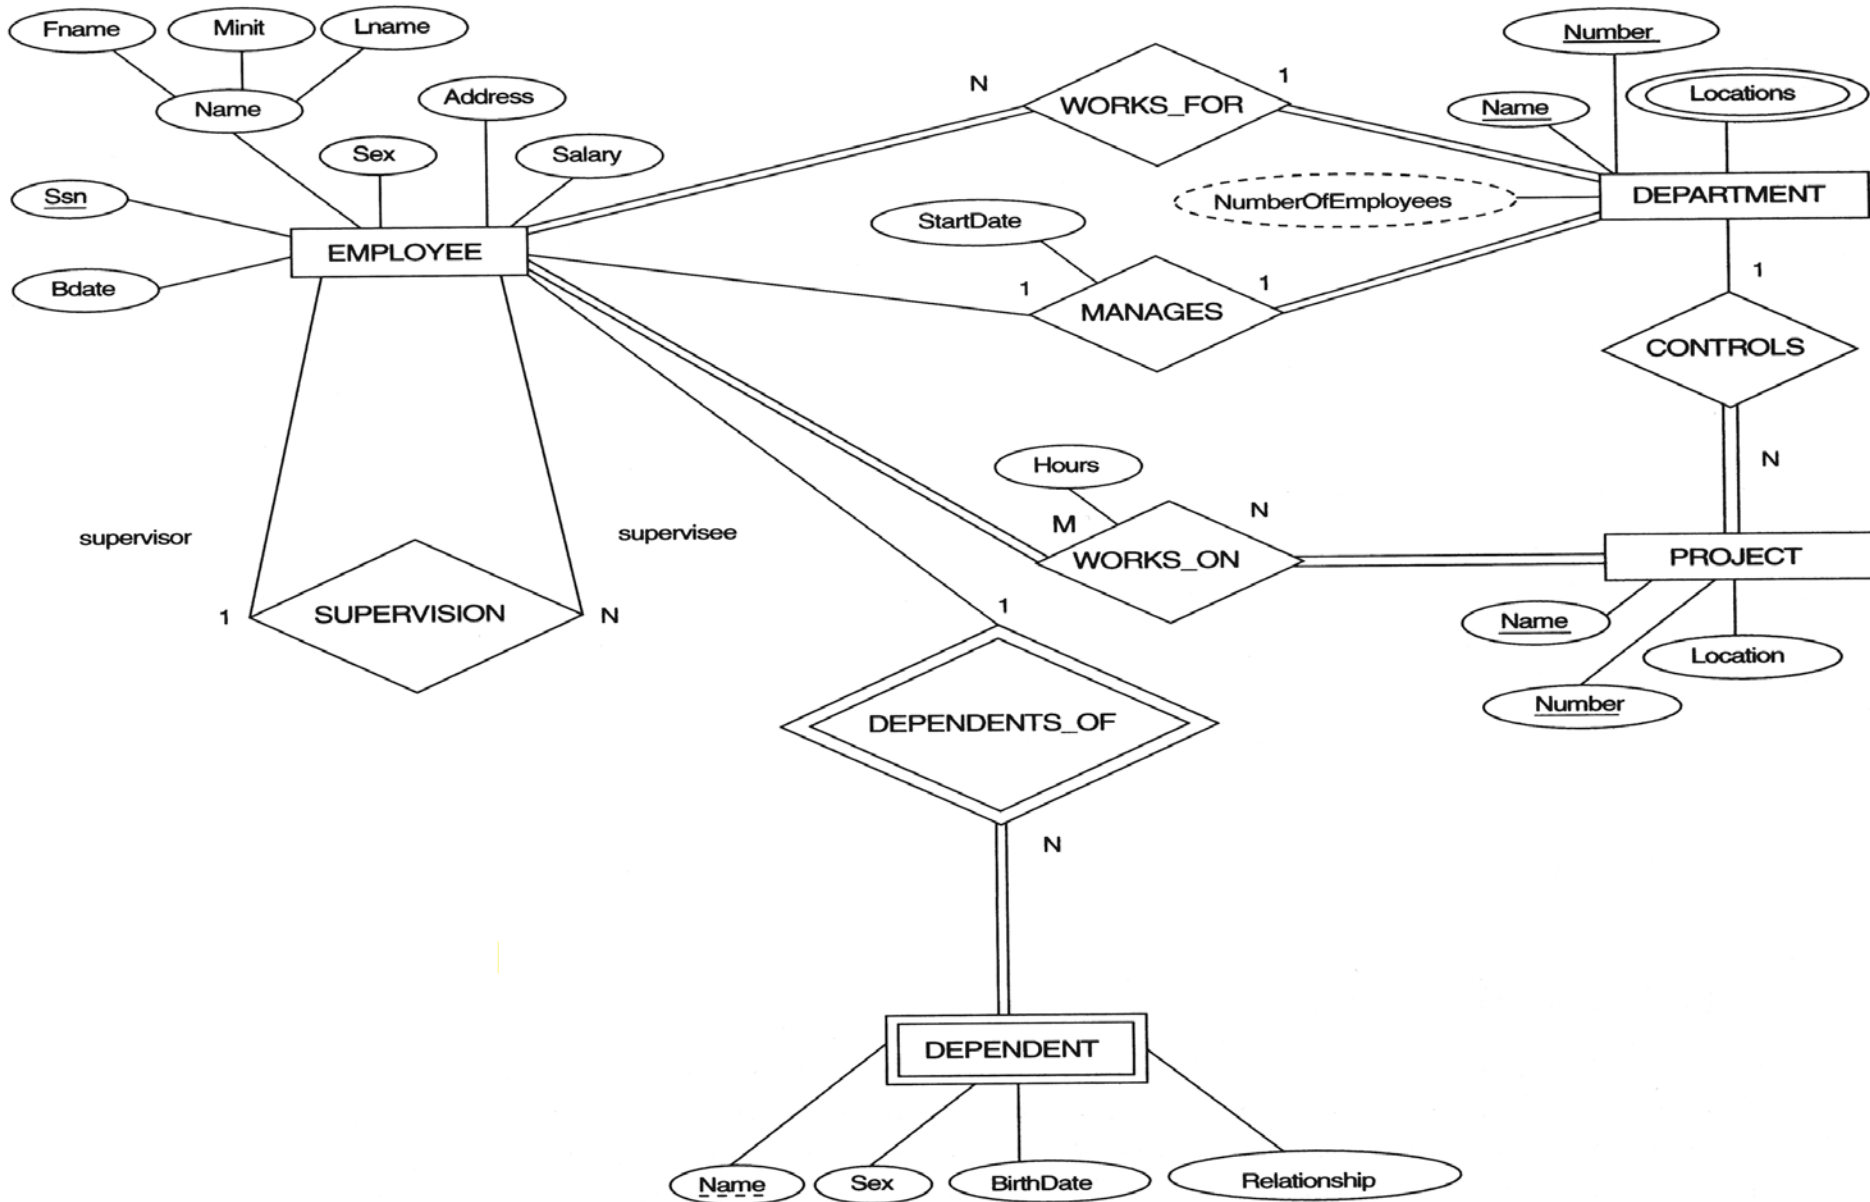 Fname
Minit
Lname
Number
Name
Address
N
1
WORKS_FOR
Name
Locations
Sex
Salary
Ssn
StartDate
NumberOfEmployees
DEPARTMENT
EMPLOYEE
Bdate
1
1
1
MANAGES
CONTROLS
Hours
N
supervisor
supervisee
M
N
WORKS_ON
PROJECT
1
SUPERVISION
N
1
Name
Location
Number
DEPENDENTS_OF
N
DEPENDENT
Name
Sex
BirthDate
Relationship